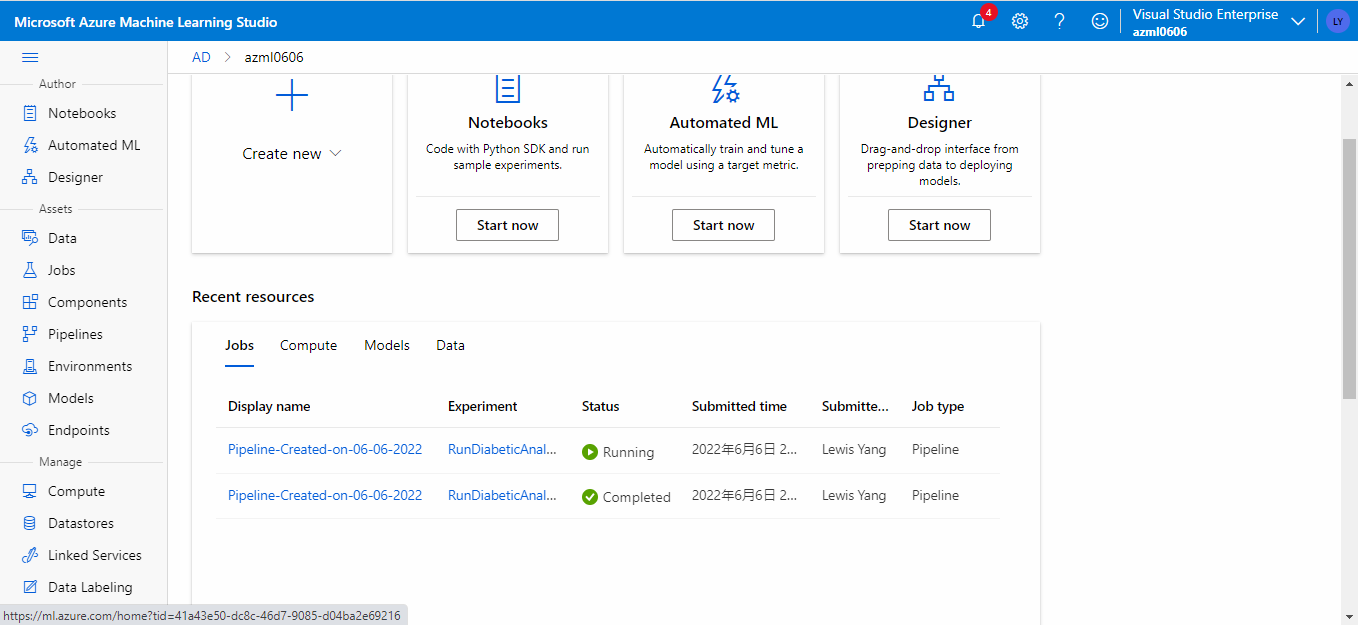 Microsoft Azure Machine Learning Studio
4
Visual Studio Enterprise
azml0606
LY
AD > azml0606
Author
Notebooks
Automated ML
Designer
Assets
Data
Jobs
Components
Pipelines
Environments
Models
Endpoints
Manage
Compute
Datastores
Linked Services
Data Labeling
Create new
Notebooks
Code with Python SDK and run
sample experiments.
Start now
Automated ML
Automatically train and tune a
model using a target metric.
Start now
Designer
Drag-and-drop interface from
prepping data to deploying
models.
Start now
Recent resources
Jobs Compute Models Data
Display name Experiment Status Submitted time Submitte... Job type
Pipeline-Created-on-06-06-2022 RunDiabeticAnal... Running 2022年6月6日 2... Lewis Yang Pipeline
Pipeline-Created-on-06-06-2022 RunDiabeticAnal... Completed 2022年6月6日 2... Lewis Yang Pipeline
https://ml.azure.com/home?tid=41a43e50-dc8c-46d7-9085-d04ba2e69216